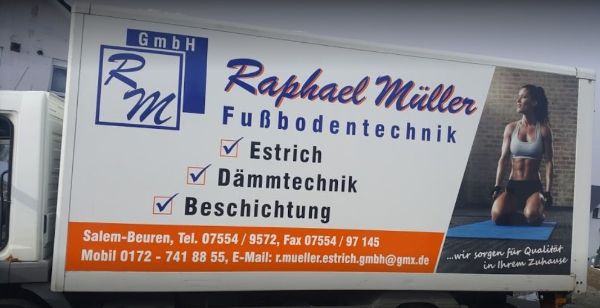 GmbH
RM
Raphael Müller
Fußbodentechnik
Estrich
Dämmtechnik
Beschichtung
Salem-Beuren, Tel. 07554 / 9572, Fax 07554 / 97 145
Mobil 0172 - 741 88 55, E-Mail: r.mueller.estrich.gmbh@gmx.de
...wir sorgen für Qualität
in Ihrem Zuhause